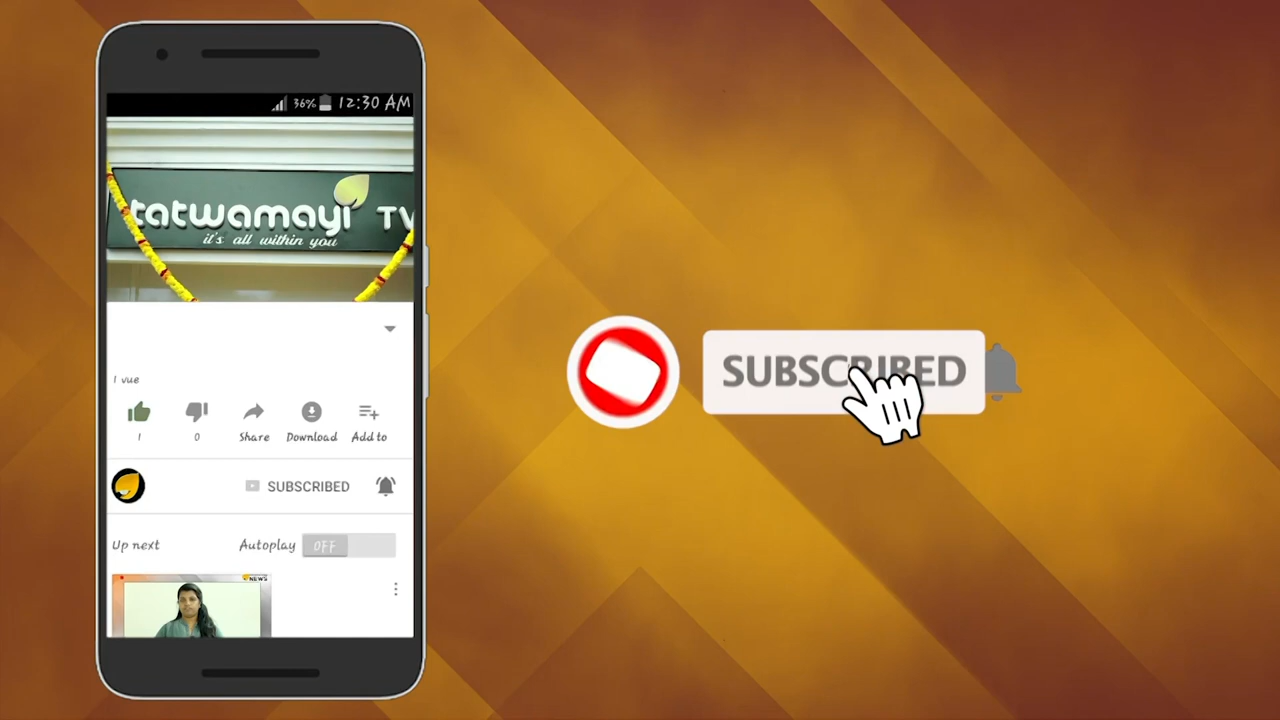 36% 12:30 AM
tatwamayi TV
it's all within you
1 vue
1 0 Share Download Add to
SUBSCRIBED
Up next Autoplay OFF
NEWS
SUBSCRIBED